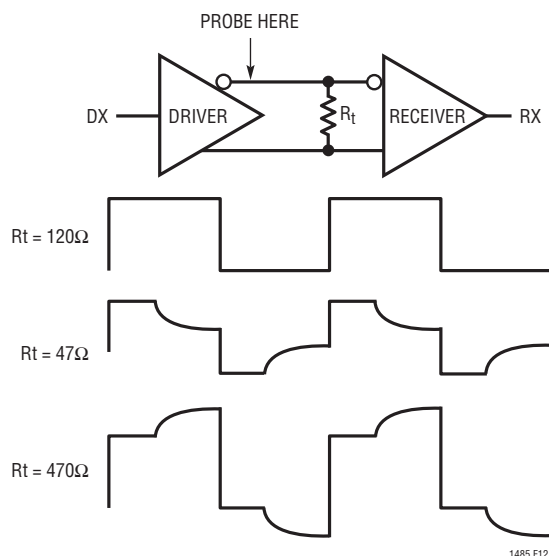 PROBE HERE
DX
DRIVER
Rt
RECEIVER
RX
Rt = 120Ω
Rt = 47Ω
Rt = 470Ω
1485 F12